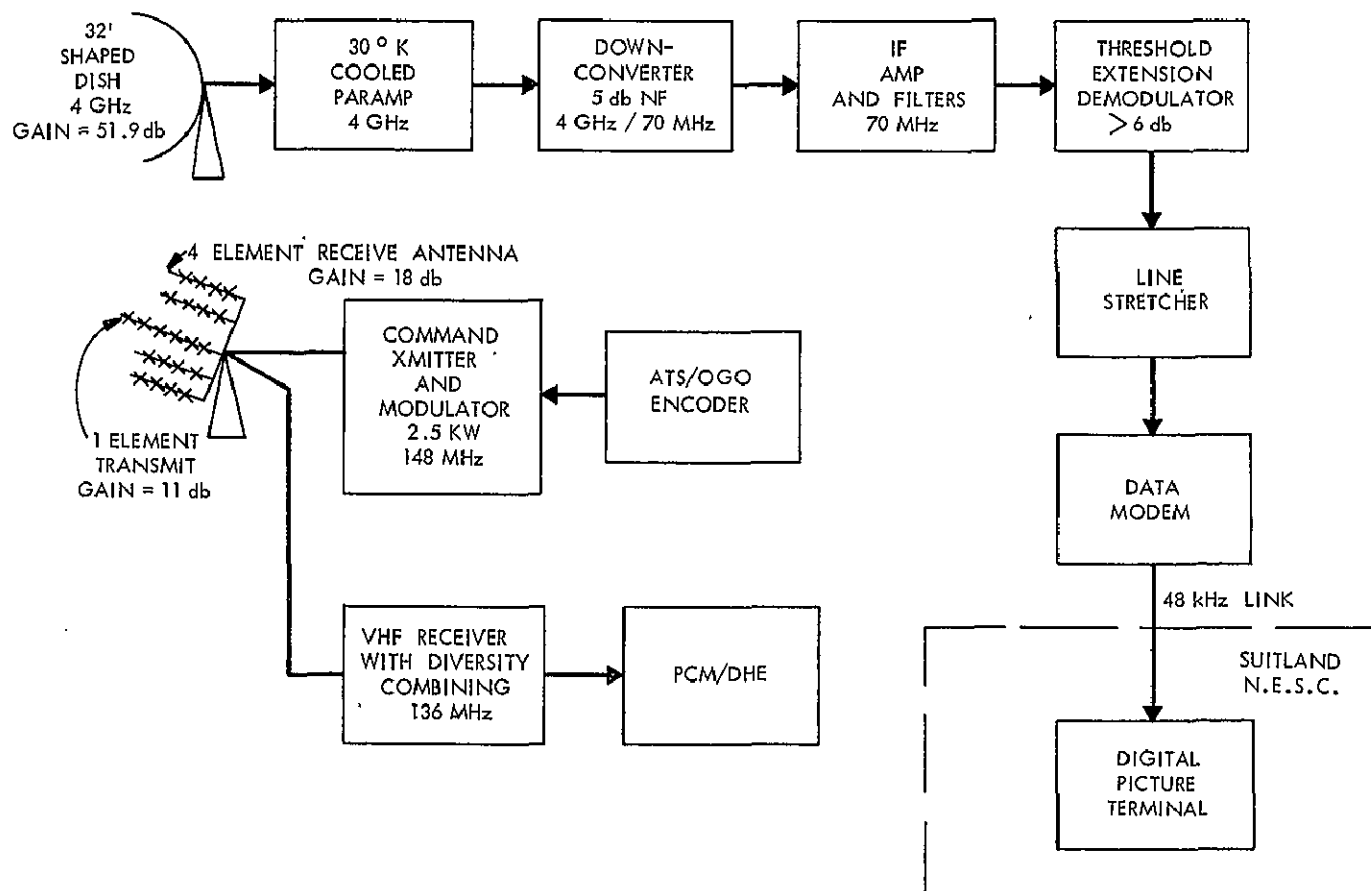 32'
SHAPED
DISH
4 GHz
GAIN = 51.9 db
30° K
COOLED
PARAMP
4 GHz
DOWN-
CONVERTER
5 db NF
4 GHz / 70 MHz
IF
AMP
AND FILTERS
70 MHz
THRESHOLD
EXTENSION
DEMODULATOR
> 6 db
LINE
STRETCHER
DATA
MODEM
48 kHz LINK
SUITLAND
N.E.S.C.
DIGITAL
PICTURE
TERMINAL
4 ELEMENT RECEIVE ANTENNA
GAIN = 18 db
1 ELEMENT
TRANSMIT
GAIN = 11 db
COMMAND
XMITTER
AND
MODULATOR
2.5 KW
148 MHz
ATS/OGO
ENCODER
VHF RECEIVER
WITH DIVERSITY
COMBINING
136 MHz
PCM/DHE